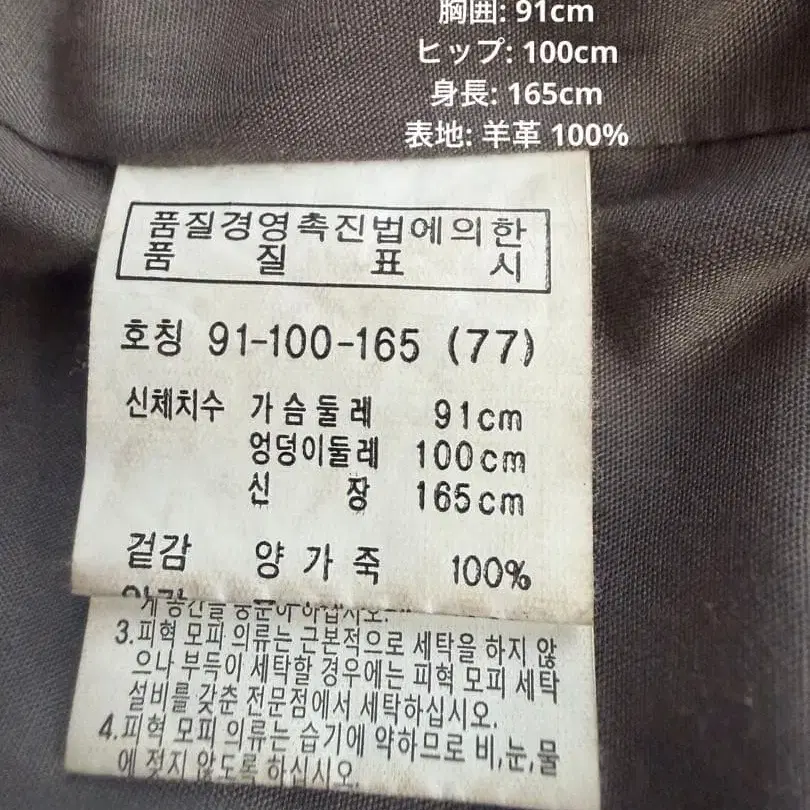 胸囲: 91cm
ヒップ: 100cm
身長: 165cm
表地: 羊革 100%
품질경영촉진법에의한
품 질 표 시
호칭 91-100-165 (77)
신체치수 가슴둘레 91cm
엉덩이둘레 100cm
신 장 165cm
겉감 양가죽 100%
3.피혁 모피 의류는 근본적으로 세탁을 하지 않
으나 부득이 세탁할 경우에는 피혁 모피 세탁
설비를 갖춘 전문점에서 세탁하십시오.
4.피혁 모피 의류는 습기에 약하므로 비,눈,물
에 젖지 않도록 하십시오.